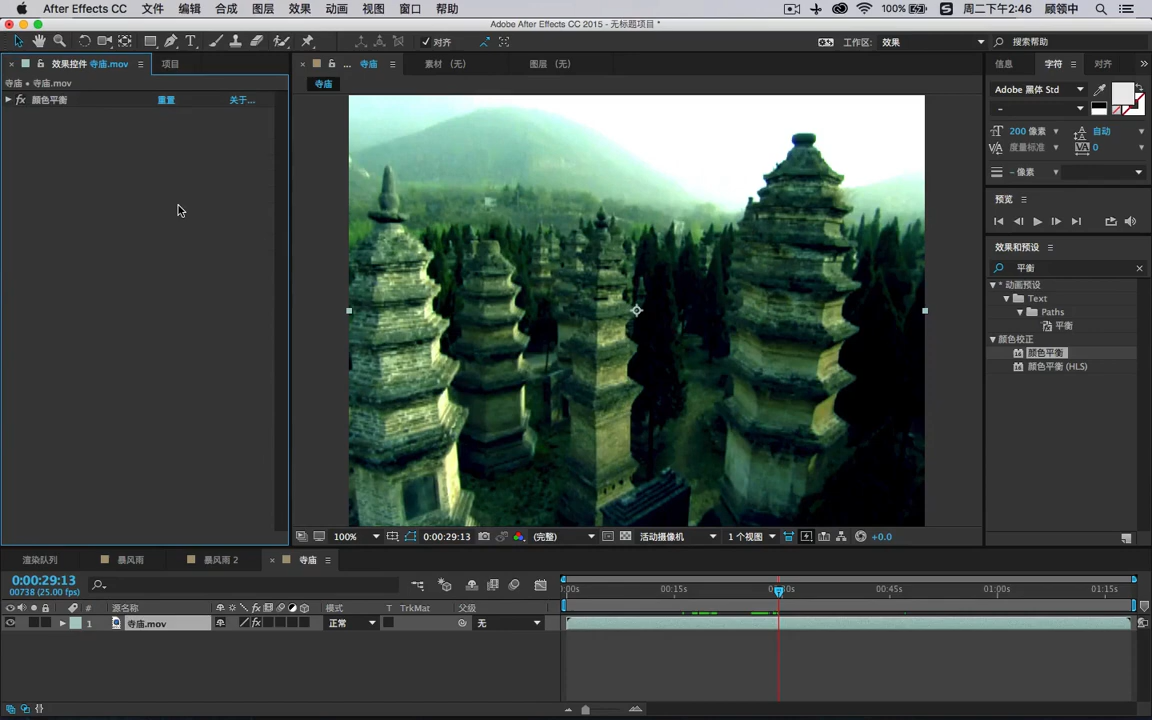 After Effects CC 文件 编辑 合成 图层 效果 动画 视图 窗口 帮助 100% 周二下午2:46 顾领中
Adobe After Effects CC 2015 - 无标题项目 *
对齐 工作区: 效果 搜索帮助
效果控件 寺庙.mov 项目 ... 寺庙 素材 (无) 图层 (无) 信息 字符 对齐
寺庙 • 寺庙.mov 寺庙
fx 颜色平衡 重置 关于...
Adobe 黑体 Std
-
200 像素 自动
度量标准 0
- 像素
预览
效果和预设
平衡
* 动画预设
Text
Paths
平衡
颜色校正
颜色平衡
颜色平衡 (HLS)
100% 0:00:29:13 (完整) 活动摄像机 1 个视图 +0.0
渲染队列 暴风雨 暴风雨 2 寺庙
0:00:29:13
00738 (25.00 fps)
:00s 00:15s 0:30s 00:45s 01:00s 01:15s
# 源名称 fx 模式 T TrkMat 父级
1 寺庙.mov fx 正常 无